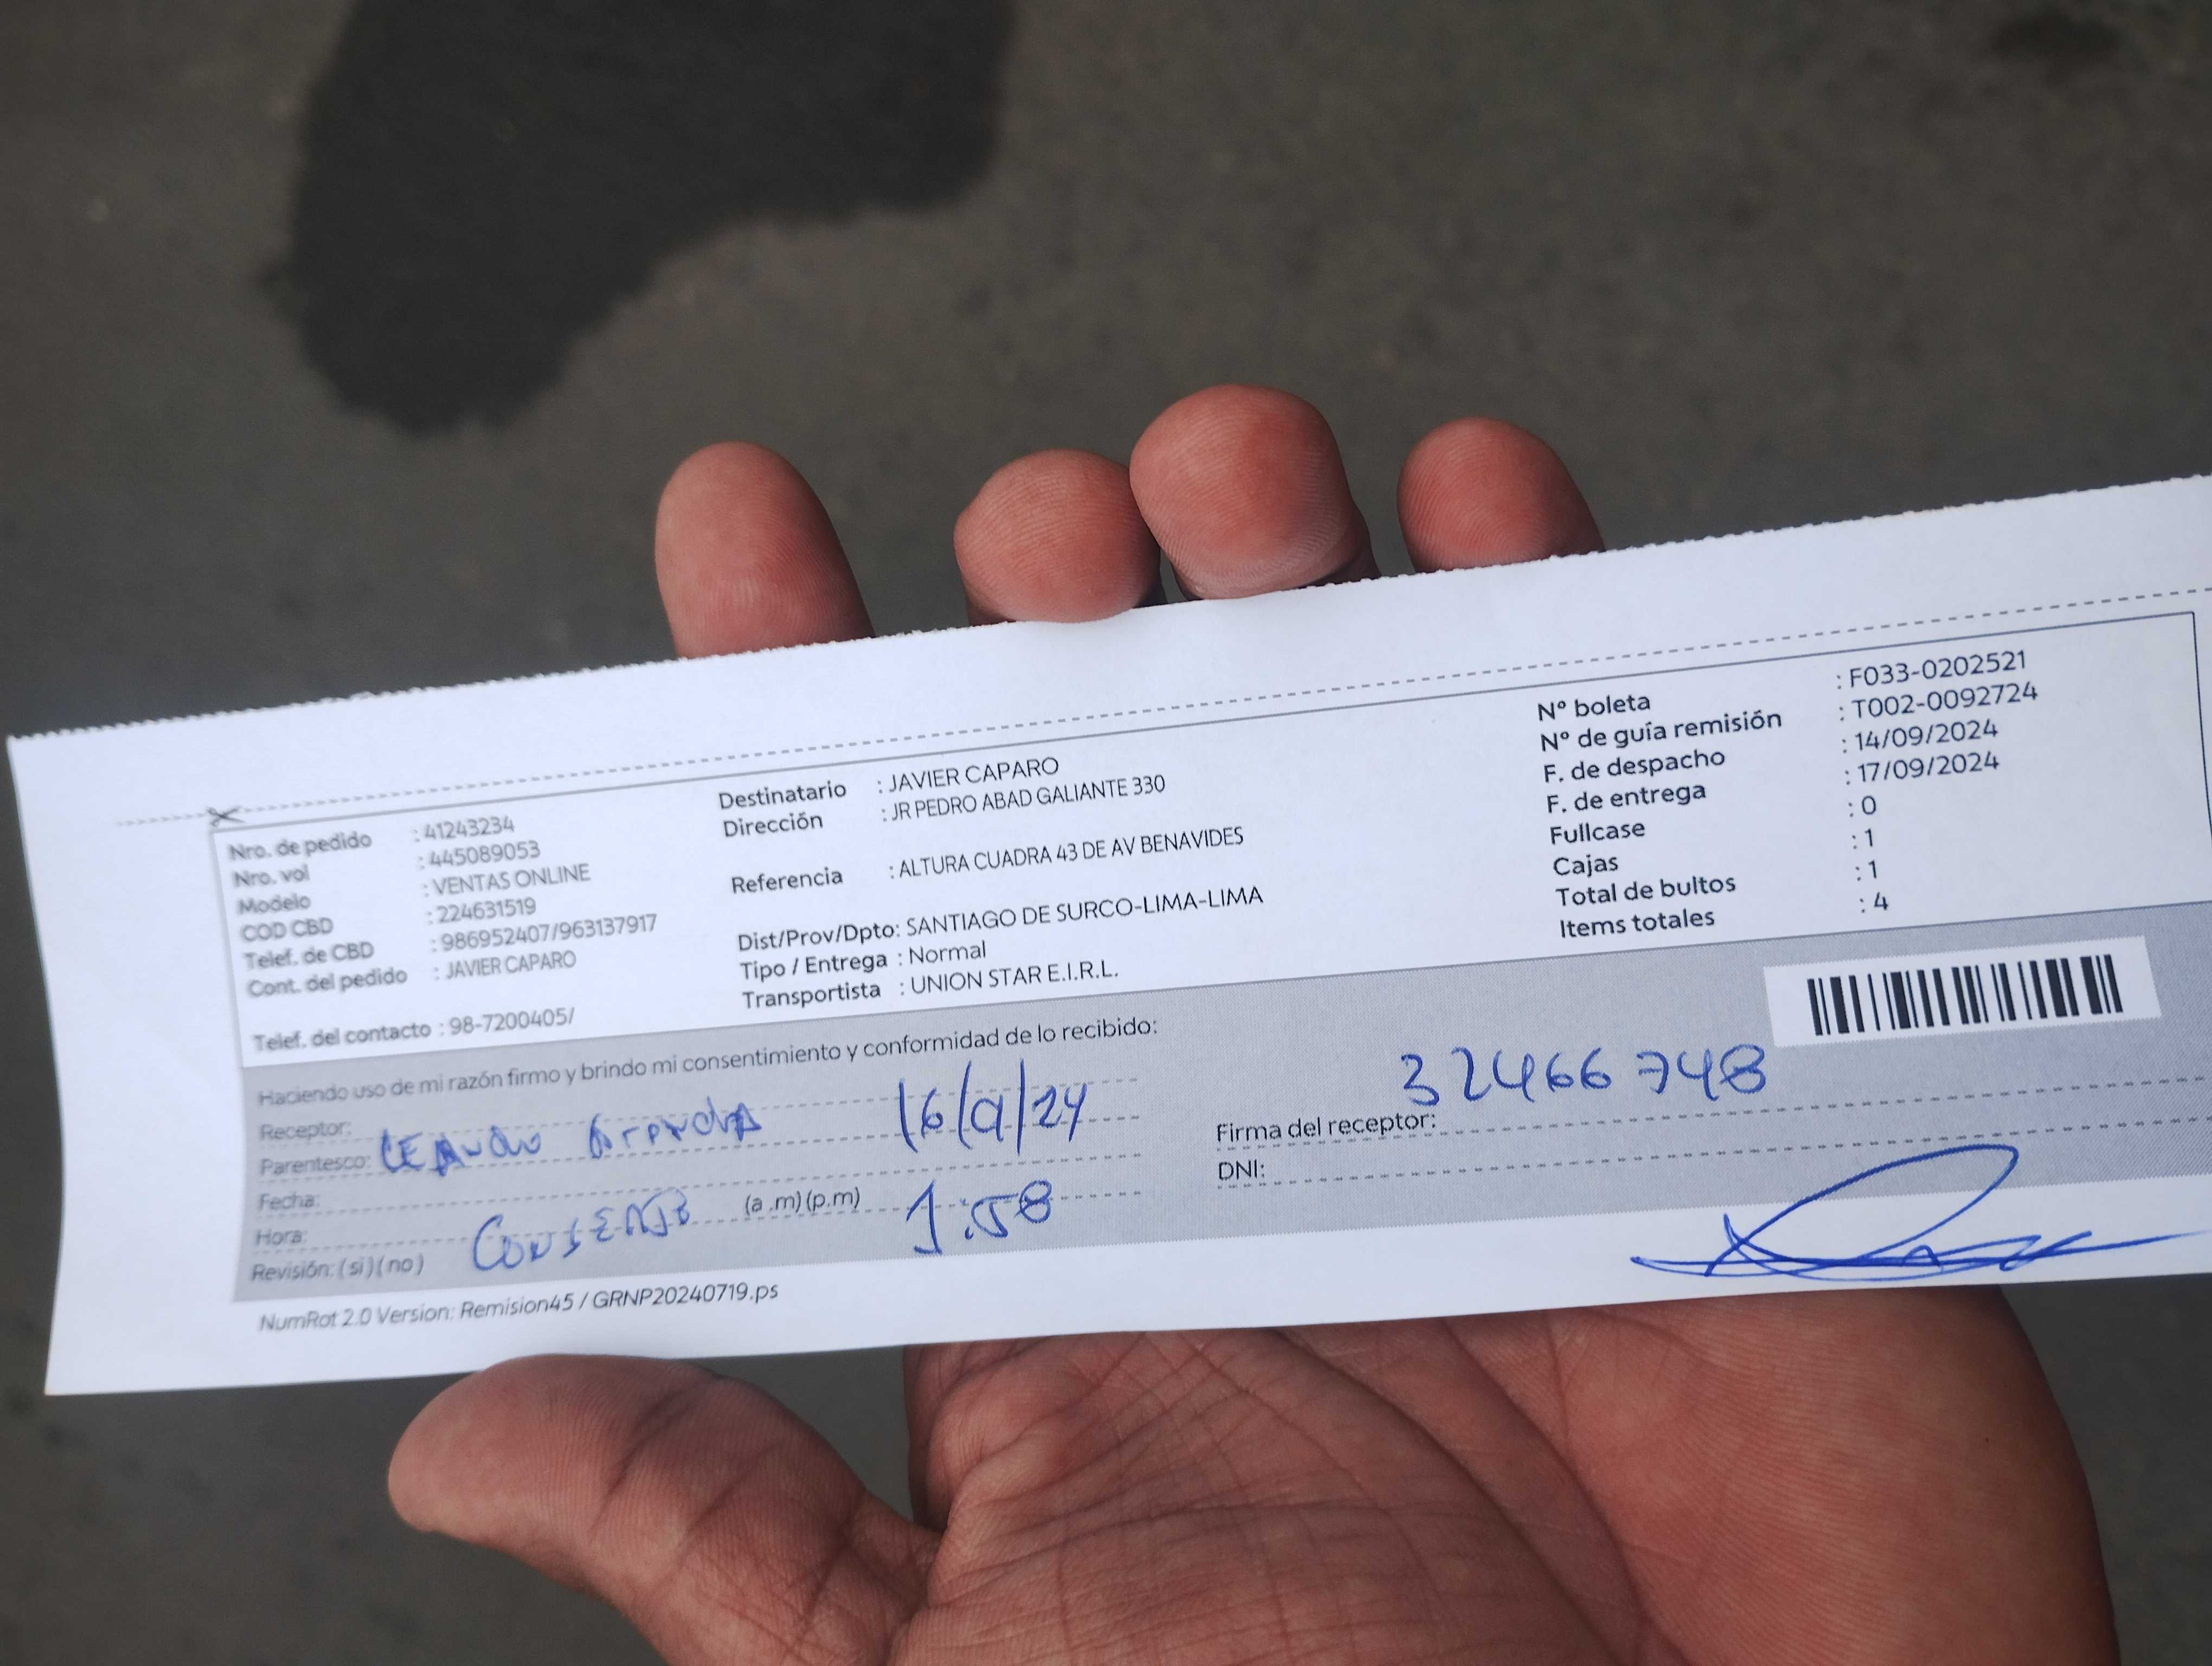 Nro. de pedido : 41243234
Nro. vol : 445089053
Modelo : VENTAS ONLINE
COD CBD : 224631519
Telef. de CBD : 986952407/963137917
Cont. del pedido : JAVIER CAPARO
Telef. del contacto : 98-7200405/
Destinatario : JAVIER CAPARO
Dirección : JR PEDRO ABAD GALIANTE 330
Referencia : ALTURA CUADRA 43 DE AV BENAVIDES
Dist/Prov/Dpto: SANTIAGO DE SURCO-LIMA-LIMA
Tipo / Entrega : Normal
Transportista : UNION STAR E.I.R.L.
Nº boleta : F033-0202521
Nº de guía remisión : T002-0092724
F. de despacho : 14/09/2024
F. de entrega : 17/09/2024
Fullcase : 0
Cajas : 1
Total de bultos : 1
Items totales : 4
Haciendo uso de mi razón firmo y brindo mi consentimiento y conformidad de lo recibido:
Receptor:
Parentesco:
16/9/24
Fecha:
Hora: (a .m) (p.m) 1:58
Revisión: ( si ) ( no )
32466748
Firma del receptor:
DNI:
NumRot 2.0 Version: Remision45 / GRNP20240719.ps